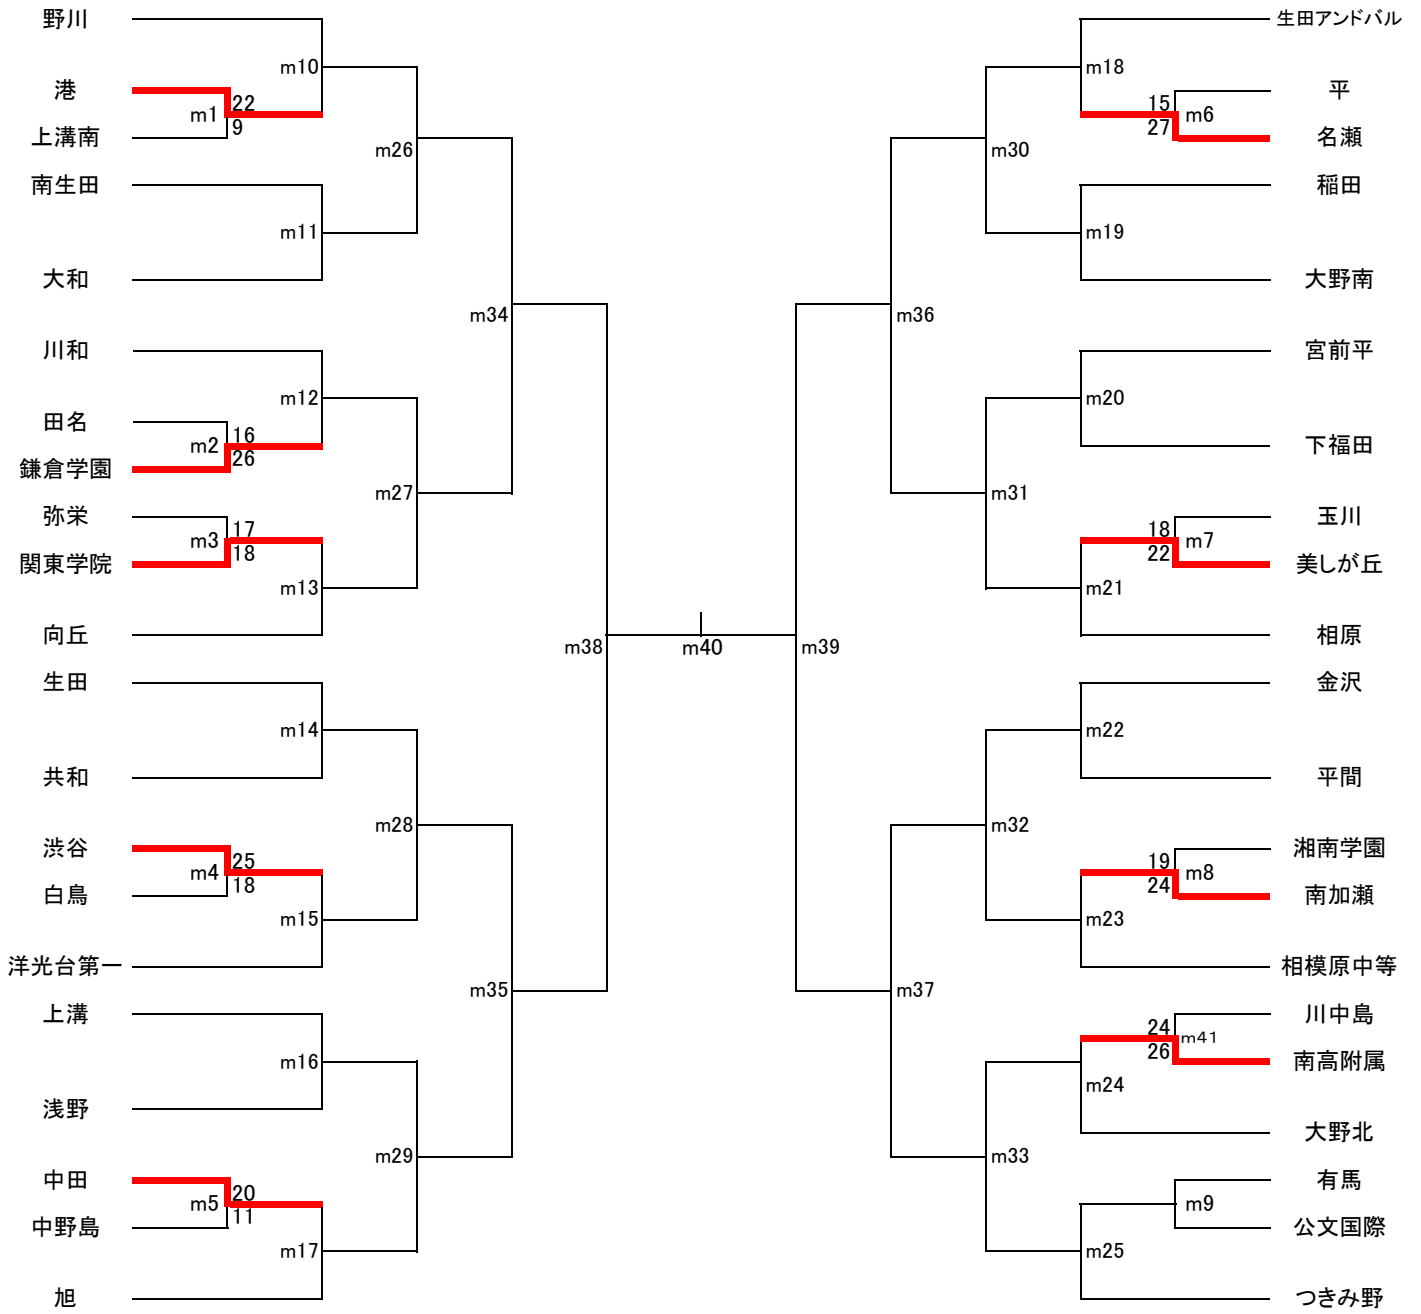 野川
m10
港
22
m1
9
上溝南
m26
南生田
m11
大和
m34
川和
m12
田名
16
m2
26
鎌倉学園
m27
弥栄
17
m3
18
関東学院
m13
向丘
m38
生田
m14
共和
m28
渋谷
25
m4
18
白鳥
m15
洋光台第一
m35
上溝
m16
浅野
m29
中田
20
m5
11
中野島
m17
旭
m40
生田アンドバル
m18
平
15
m6
27
名瀬
m30
稲田
m19
大野南
m36
宮前平
m20
下福田
m31
玉川
18
m7
22
美しが丘
m21
相原
m39
金沢
m22
平間
m32
湘南学園
19
m8
24
南加瀬
m23
相模原中等
m37
川中島
24
m41
26
南高附属
m24
大野北
m33
有馬
m9
公文国際
m25
つきみ野